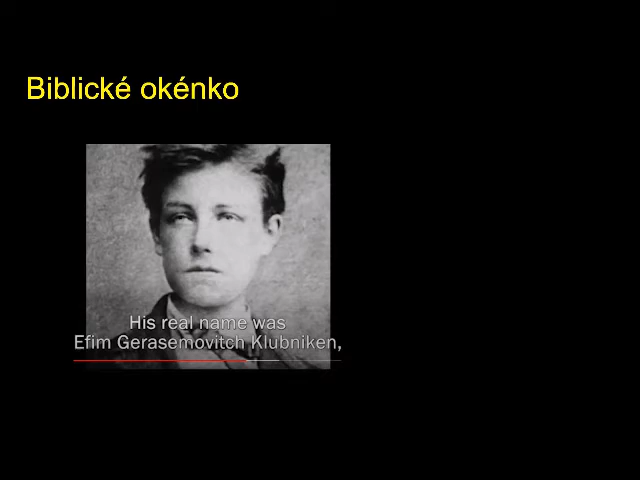 Biblické okénko
His real name was
Efim Gerasemovitch Klubniken,